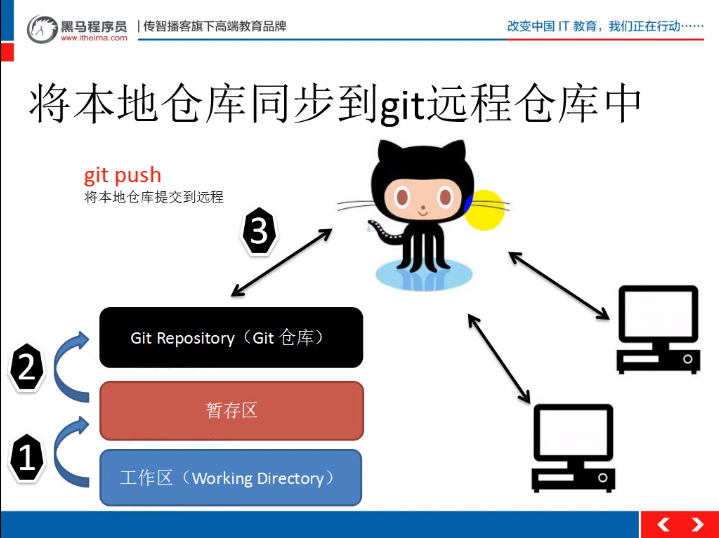 黑马程序员
www.itheima.com
传智播客旗下高端教育品牌
改变中国 IT 教育，我们正在行动……
将本地仓库同步到git远程仓库中
git push
将本地仓库提交到远程
3
Git Repository（Git 仓库）
2
暂存区
1
工作区（Working Directory）